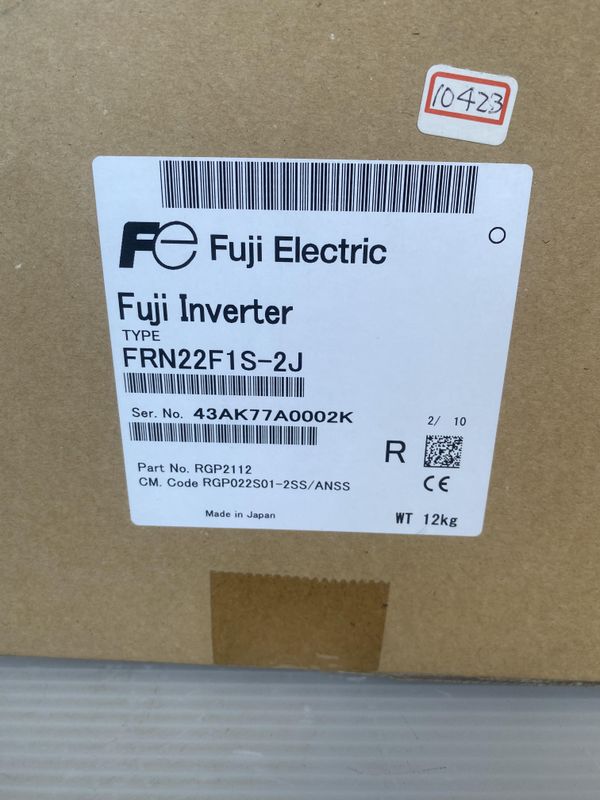 10423
Fe Fuji Electric
Fuji Inverter
TYPE
FRN22F1S-2J
Ser. No. 43AK77A0002K
2/ 10
R
Part No. RGP2112
CM. Code RGP022S01-2SS/ANSS
CE
Made in Japan
WT 12kg